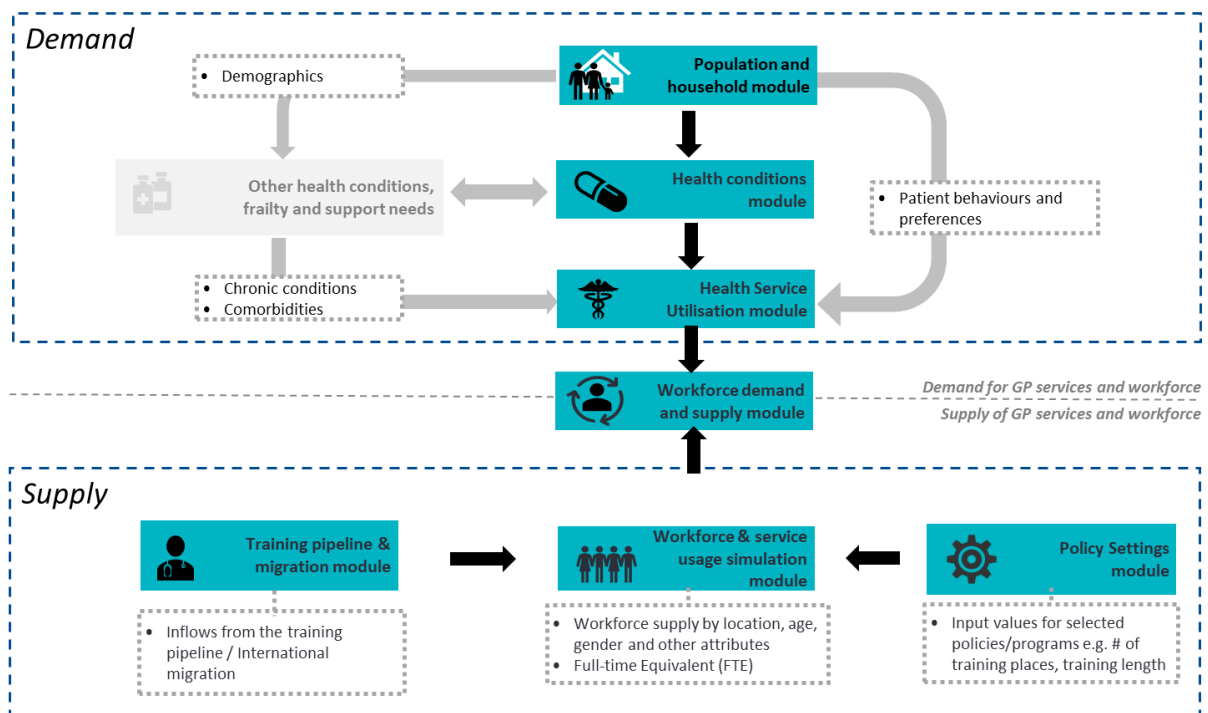 Demand
• Demographics
Population and
household module
Other health conditions,
frailty and support needs
Health conditions
module
• Patient behaviours and
preferences
• Chronic conditions
• Comorbidities
Health Service
Utilisation module
Workforce demand
and supply module
Demand for GP services and workforce
Supply of GP services and workforce
Supply
Training pipeline &
migration module
Workforce & service
usage simulation
module
Policy Settings
module
• Inflows from the training
pipeline / International
migration
• Workforce supply by location, age,
gender and other attributes
• Full-time Equivalent (FTE)
• Input values for selected
policies/programs e.g. # of
training places, training length